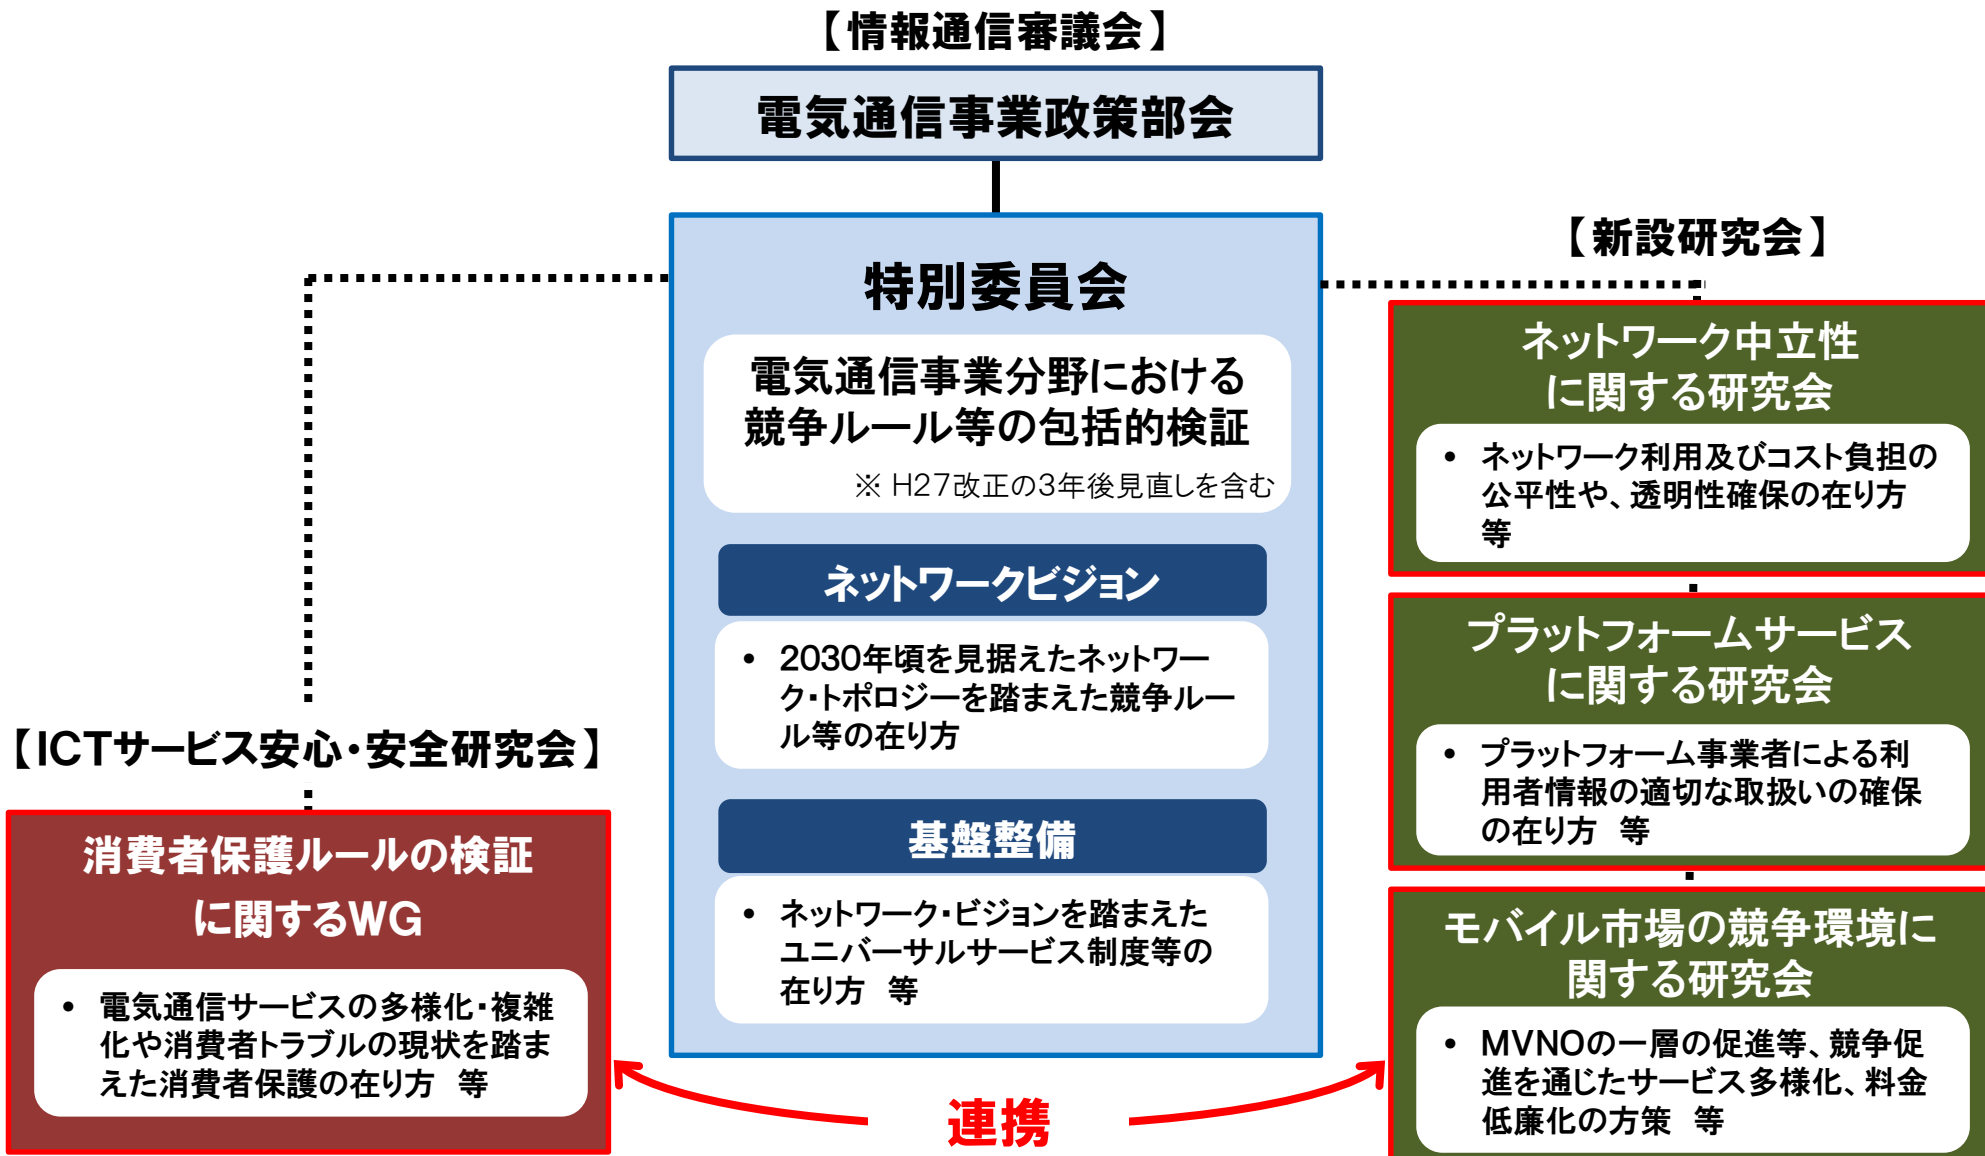 【情報通信審議会】
電気通信事業政策部会
特別委員会
電気通信事業分野における
競争ルール等の包括的検証
※ H27改正の3年後見直しを含む
ネットワークビジョン
• 2030年頃を見据えたネットワー
ク・トポロジーを踏まえた競争ルー
ル等の在り方
基盤整備
• ネットワーク・ビジョンを踏まえた
ユニバーサルサービス制度等の
在り方 等
【ICTサービス安心・安全研究会】
消費者保護ルールの検証
に関するWG
• 電気通信サービスの多様化・複雑
化や消費者トラブルの現状を踏ま
えた消費者保護の在り方 等
連携
【新設研究会】
ネットワーク中立性
に関する研究会
• ネットワーク利用及びコスト負担の
公平性や、透明性確保の在り方
等
プラットフォームサービス
に関する研究会
• プラットフォーム事業者による利
用者情報の適切な取扱いの確保
の在り方 等
モバイル市場の競争環境に
関する研究会
• MVNOの一層の促進等、競争促
進を通じたサービス多様化、料金
低廉化の方策 等